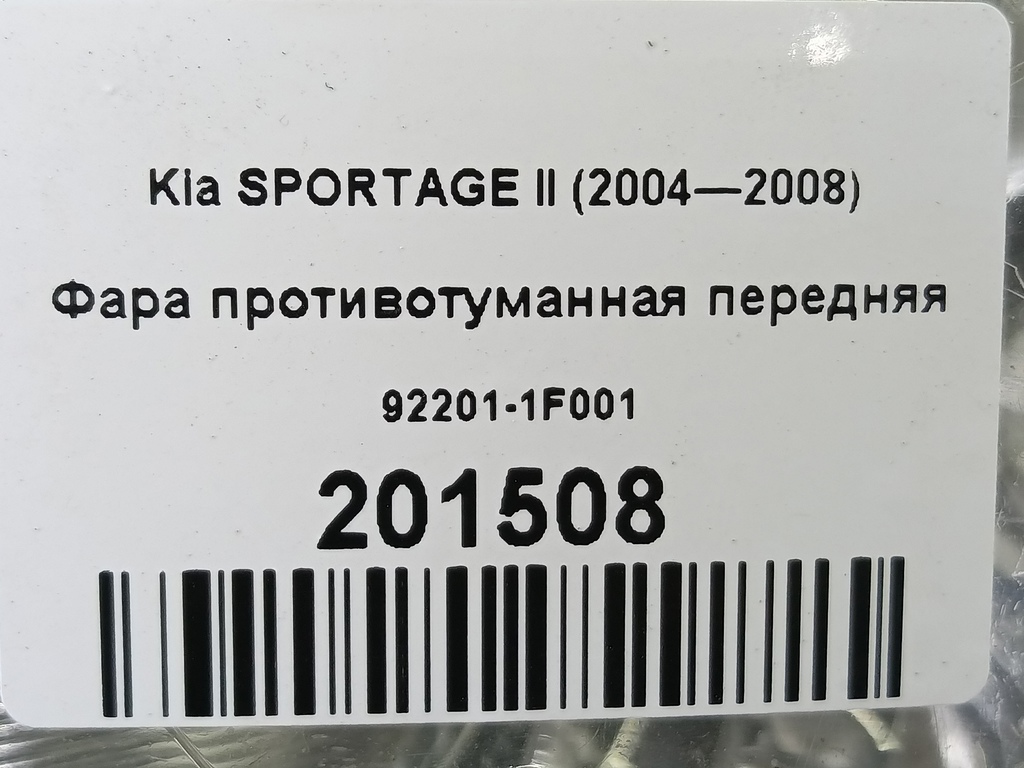 Kia SPORTAGE II (2004—2008)
Фара противотуманная передняя
92201-1F001
201508